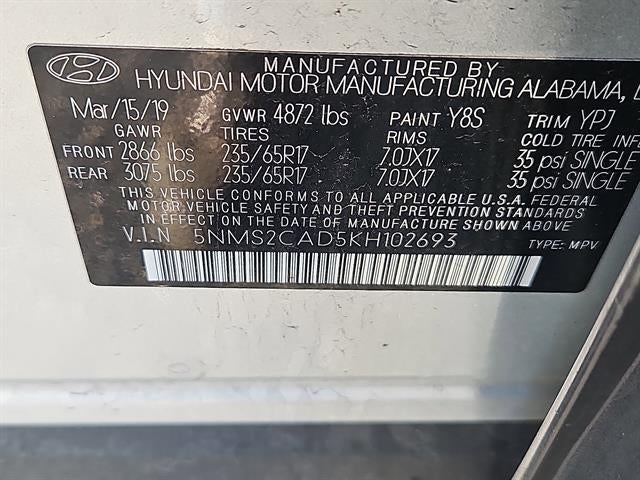 MANUFACTURED BY
HYUNDAI MOTOR MANUFACTURING ALABAMA,
Mar/15/19 GVWR 4872 lbs PAINT Y8S TRIM YPJ
GAWR TIRES RIMS COLD TIRE
FRONT 2866 lbs 235/65R17 7.0JX17 35 psi SINGLE
REAR 3075 lbs 235/65R17 7.0JX17 35 psi SINGLE
THIS VEHICLE CONFORMS TO ALL APPLICABLE U.S.A. FEDERAL
MOTOR VEHICLE SAFETY AND THEFT PREVENTION
STANDARDS IN EFFECT ON THE DATE OF MANUFACTURE SHOWN ABOVE
V.I.N 5NMS2CAD5KH102693 TYPE: MPV